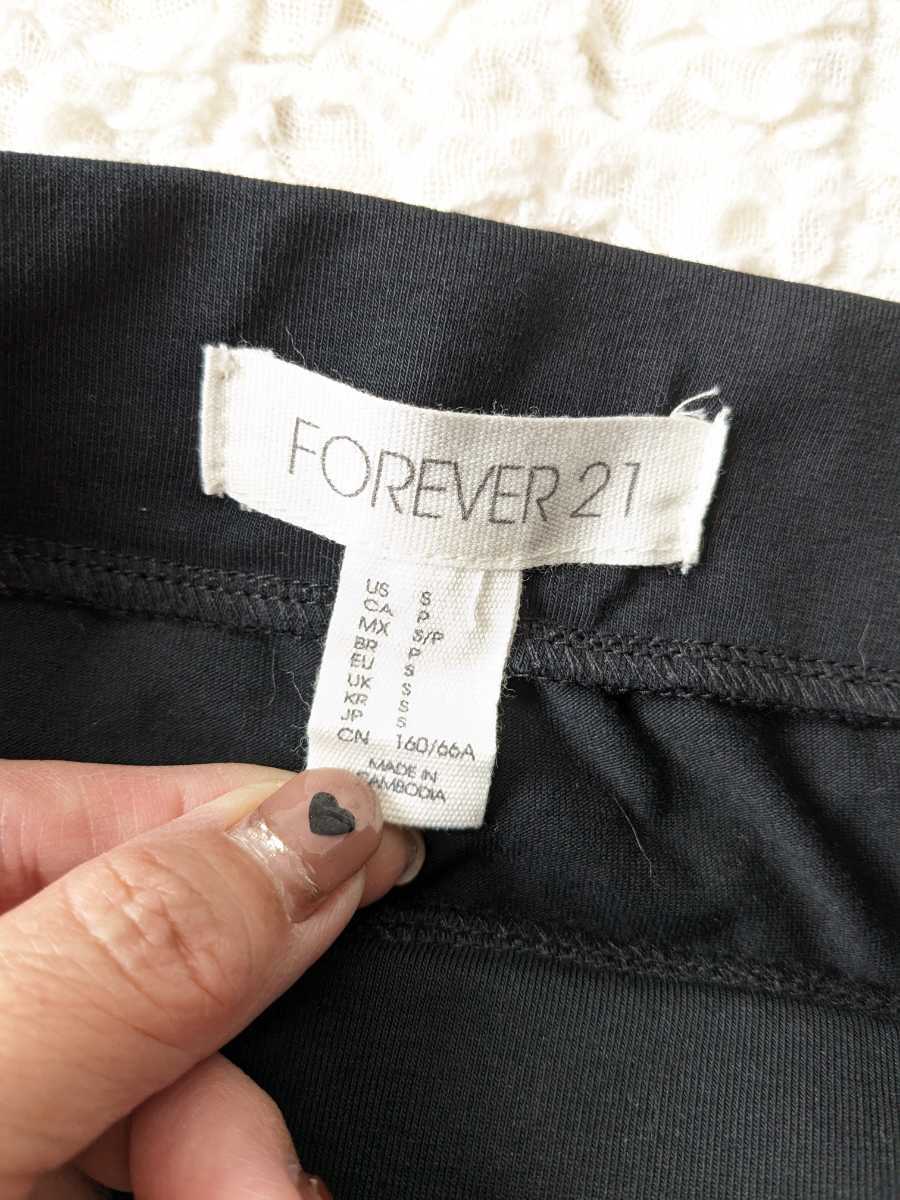 FOREVER 21
US S
CA P
MX S/P
BR P
EU S
UK S
KR S
JP S
CN 160/66A
MADE IN
CAMBODIA